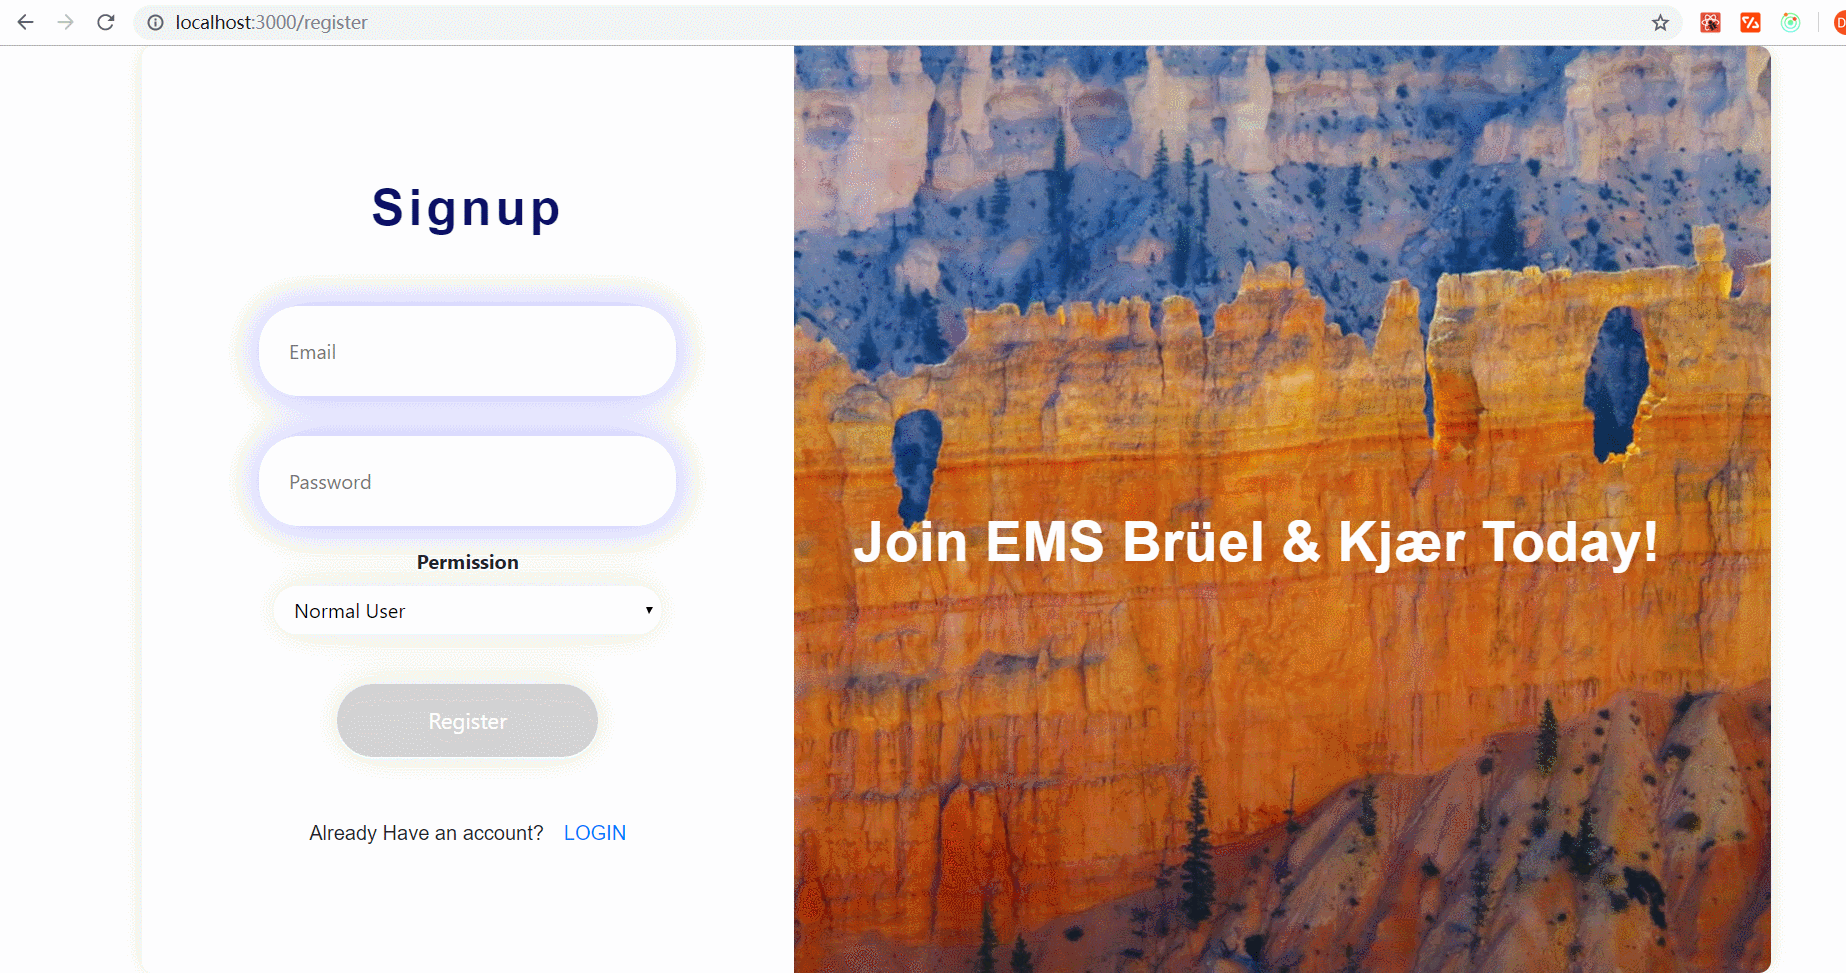 localhost:3000/register
Signup
Email
Password
Permission
Normal User
Register
Already Have an account? LOGIN
Join EMS Brüel & Kjær Today!